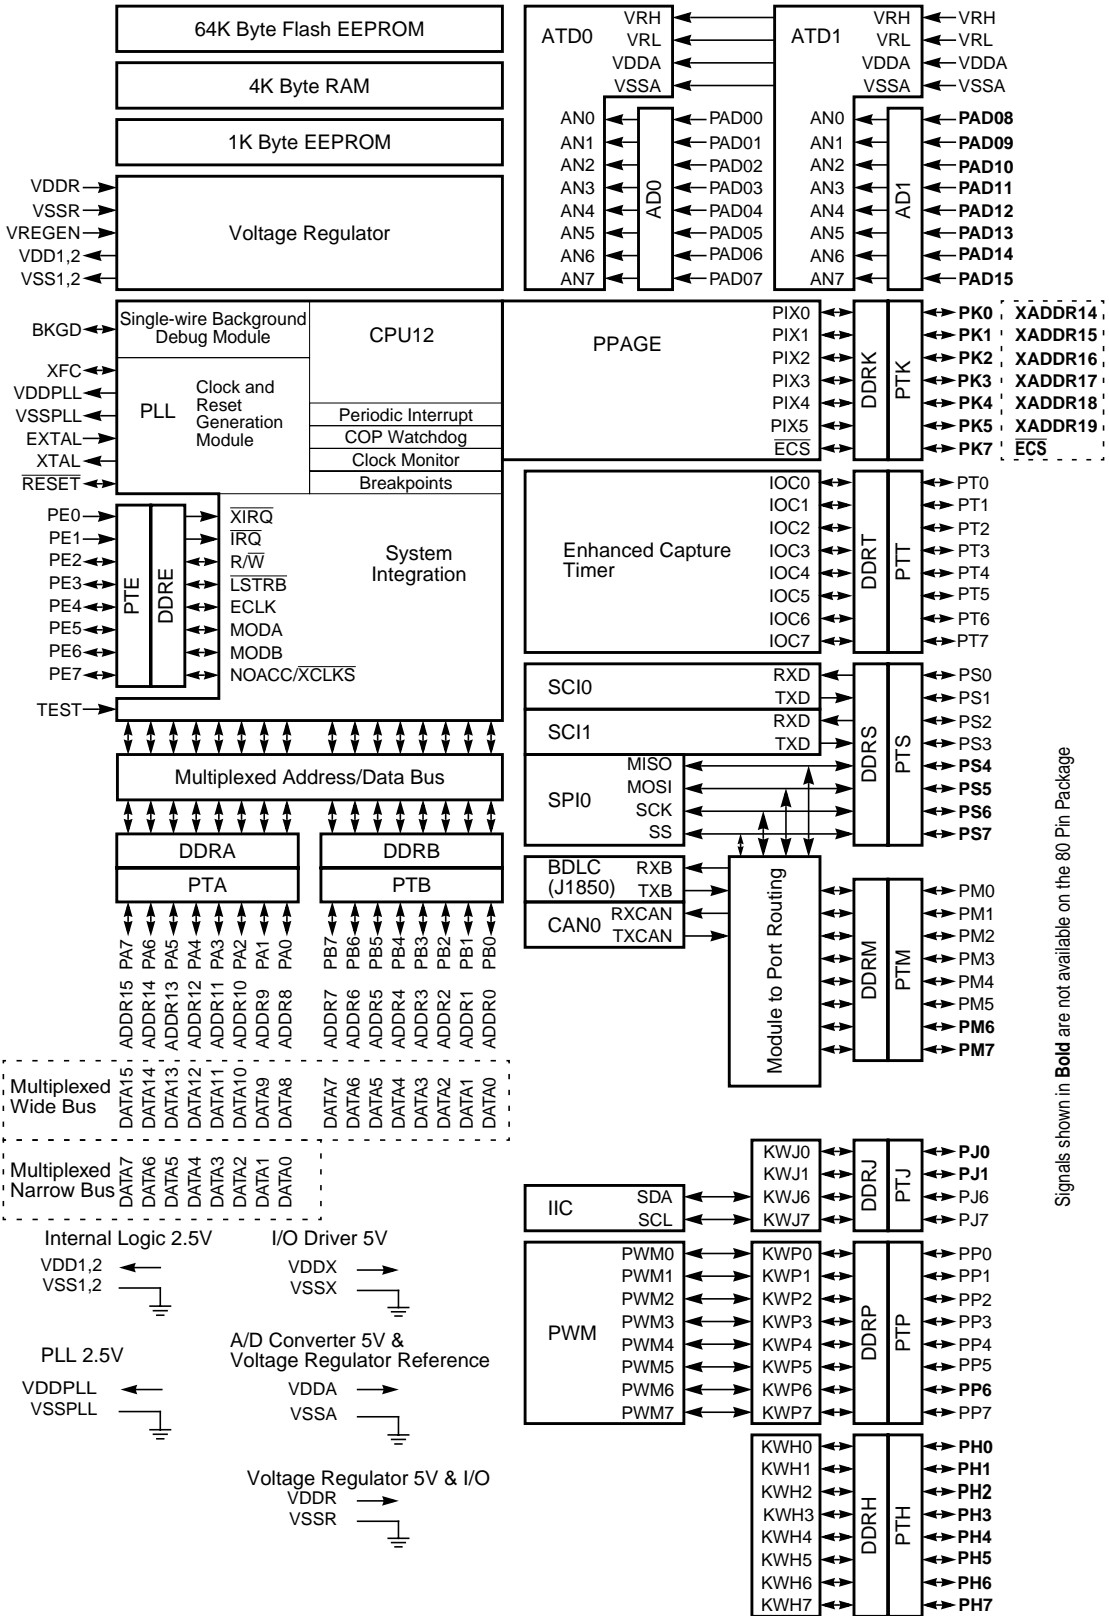 64K Byte Flash EEPROM
4K Byte RAM
1K Byte EEPROM
VDDR
VSSR
VREGEN
VDD1,2
VSS1,2
Voltage Regulator
BKGD
XFC
VDDPLL
VSSPLL
EXTAL
XTAL
RESET
Single-wire Background
Debug Module
CPU12
PLL
Clock and
Reset
Generation
Module
Periodic Interrupt
COP Watchdog
Clock Monitor
Breakpoints
PE0
PE1
PE2
PE3
PE4
PE5
PE6
PE7
TEST
PTE
DDRE
XIRQ
IRQ
R/W
LSTRB
ECLK
MODA
MODB
NOACC/XCLKS
System
Integration
Multiplexed Address/Data Bus
DDRA
DDRB
PTA
PTB
PA7
PA6
PA5
PA4
PA3
PA2
PA1
PA0
PB7
PB6
PB5
PB4
PB3
PB2
PB1
PB0
ADDR15
ADDR14
ADDR13
ADDR12
ADDR11
ADDR10
ADDR9
ADDR8
ADDR7
ADDR6
ADDR5
ADDR4
ADDR3
ADDR2
ADDR1
ADDR0
Multiplexed
Wide Bus
DATA15
DATA14
DATA13
DATA12
DATA11
DATA10
DATA9
DATA8
DATA7
DATA6
DATA5
DATA4
DATA3
DATA2
DATA1
DATA0
Multiplexed
Narrow Bus
DATA7
DATA6
DATA5
DATA4
DATA3
DATA2
DATA1
DATA0
Internal Logic 2.5V
VDD1,2
VSS1,2
I/O Driver 5V
VDDX
VSSX
PLL 2.5V
VDDPLL
VSSPLL
A/D Converter 5V &
Voltage Regulator Reference
VDDA
VSSA
Voltage Regulator 5V & I/O
VDDR
VSSR
ATD0
VRH
VRL
VDDA
VSSA
AN0
AN1
AN2
AN3
AN4
AN5
AN6
AN7
AD0
PAD00
PAD01
PAD02
PAD03
PAD04
PAD05
PAD06
PAD07
ATD1
VRH
VRL
VDDA
VSSA
VRH
VRL
VDDA
VSSA
AN0
AN1
AN2
AN3
AN4
AN5
AN6
AN7
AD1
PAD08
PAD09
PAD10
PAD11
PAD12
PAD13
PAD14
PAD15
PPAGE
PIX0
PIX1
PIX2
PIX3
PIX4
PIX5
ECS
DDRK
PTK
PK0 XADDR14
PK1 XADDR15
PK2 XADDR16
PK3 XADDR17
PK4 XADDR18
PK5 XADDR19
PK7 ECS
Enhanced Capture
Timer
IOC0
IOC1
IOC2
IOC3
IOC4
IOC5
IOC6
IOC7
DDRT
PTT
PT0
PT1
PT2
PT3
PT4
PT5
PT6
PT7
SCI0
RXD
TXD
SCI1
RXD
TXD
SPI0
MISO
MOSI
SCK
SS
DDRS
PTS
PS0
PS1
PS2
PS3
PS4
PS5
PS6
PS7
BDLC
(J1850)
RXB
TXB
CAN0
RXCAN
TXCAN
Module to Port Routing
DDRM
PTM
PM0
PM1
PM2
PM3
PM4
PM5
PM6
PM7
IIC
SDA
SCL
KWJ0
KWJ1
KWJ6
KWJ7
DDRJ
PTJ
PJ0
PJ1
PJ6
PJ7
PWM
PWM0
PWM1
PWM2
PWM3
PWM4
PWM5
PWM6
PWM7
KWP0
KWP1
KWP2
KWP3
KWP4
KWP5
KWP6
KWP7
DDRP
PTP
PP0
PP1
PP2
PP3
PP4
PP5
PP6
PP7
KWH0
KWH1
KWH2
KWH3
KWH4
KWH5
KWH6
KWH7
DDRH
PTH
PH0
PH1
PH2
PH3
PH4
PH5
PH6
PH7
Signals shown in Bold are not available on the 80 Pin Package